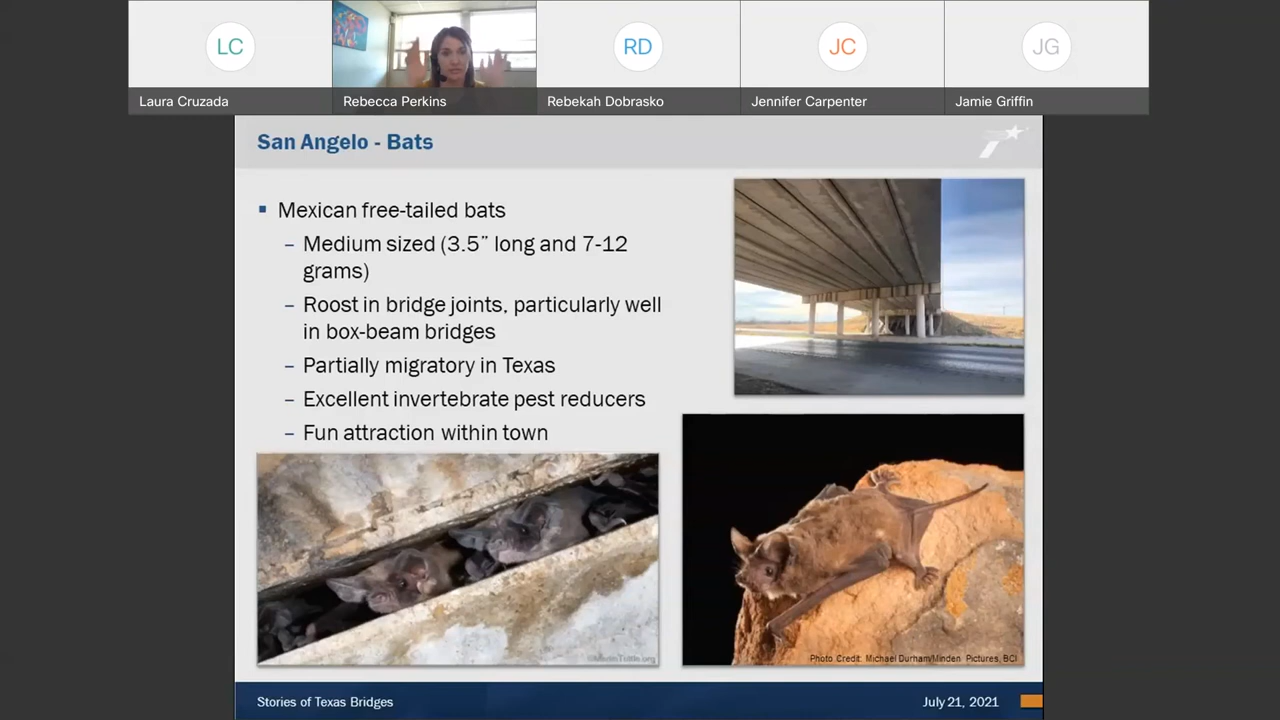 LC
RD
JC
JG
Laura Cruzada
Rebecca Perkins
Rebekah Dobrasko
Jennifer Carpenter
Jamie Griffin
San Angelo - Bats
▪ Mexican free-tailed bats
– Medium sized (3.5” long and 7-12
grams)
– Roost in bridge joints, particularly well
in box-beam bridges
– Partially migratory in Texas
– Excellent invertebrate pest reducers
– Fun attraction within town
©MerlinTuttle.org
Photo Credit: Michael Durham/Minden Pictures, BCI
Stories of Texas Bridges
July 21, 2021